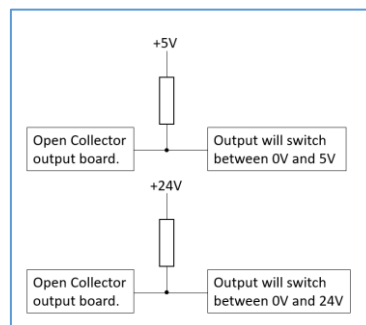 +5V
Open Collector
output board.
Output will switch
between 0V and 5V
+24V
Open Collector
output board.
Output will switch
between 0V and 24V